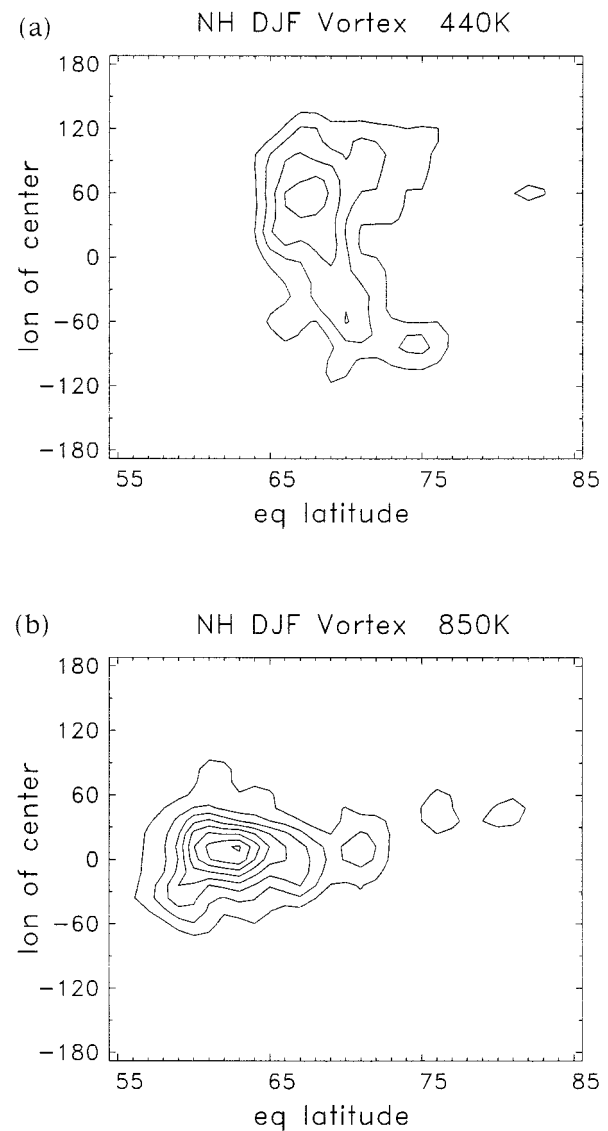 (a)
NH DJF Vortex 440K
180
120
60
0
-60
-120
-180
lon of center
55
65
75
85
eq latitude
(b)
NH DJF Vortex 850K
180
120
60
0
-60
-120
-180
lon of center
55
65
75
85
eq latitude